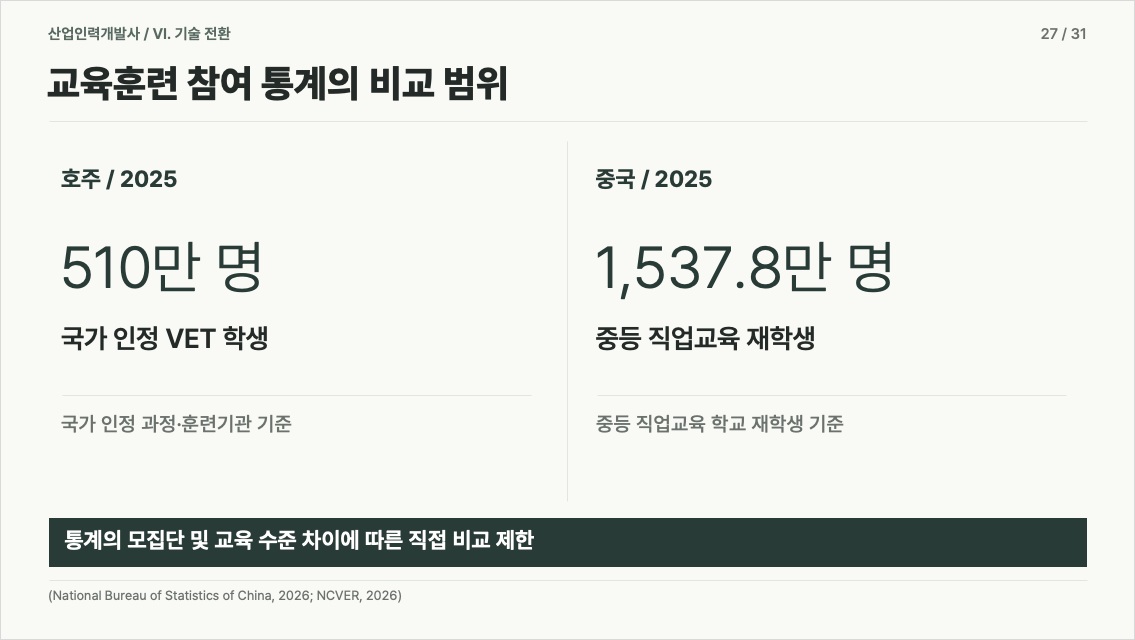 산업인력개발사 / VI. 기술 전환
27 / 31
교육훈련 참여 통계의 비교 범위
호주 / 2025
510만 명
국가 인정 VET 학생
국가 인정 과정·훈련기관 기준
중국 / 2025
1,537.8만 명
중등 직업교육 재학생
중등 직업교육 학교 재학생 기준
통계의 모집단 및 교육 수준 차이에 따른 직접 비교 제한
(National Bureau of Statistics of China, 2026; NCVER, 2026)